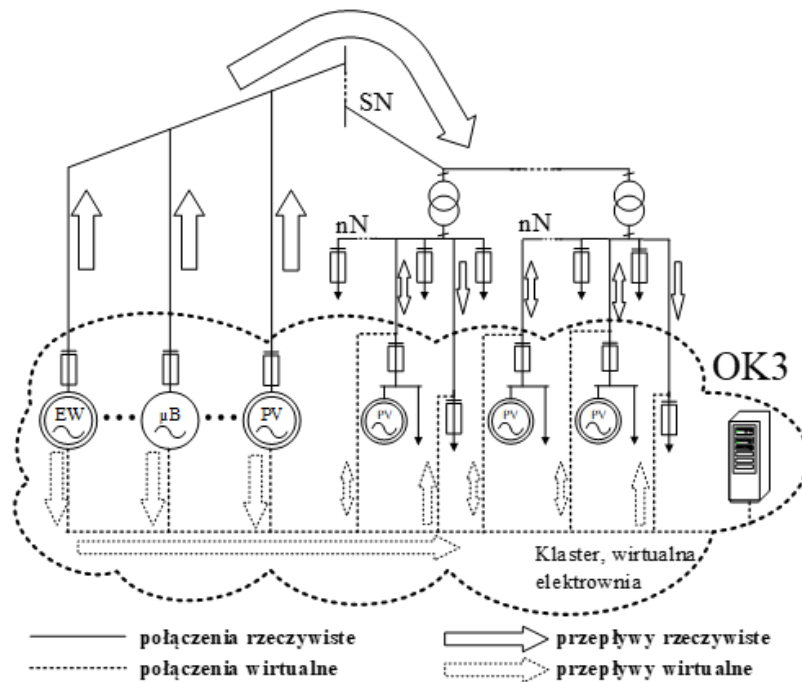 SN
nN
nN
OK3
EW
µB
PV
PV
PV
PV
Klaster, wirtualna
elektrownia
połączenia rzeczywiste
przepływy rzeczywiste
połączenia wirtualne
przepływy wirtualne